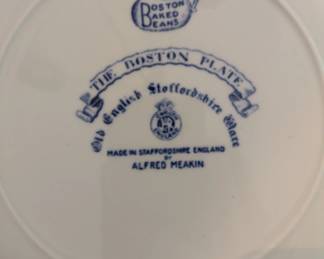 BOSTON
BAKED
BEANS
THE BOSTON PLATE
Old English Staffordshire Ware
MADE IN STAFFORDSHIRE ENGLAND
BY
ALFRED MEAKIN